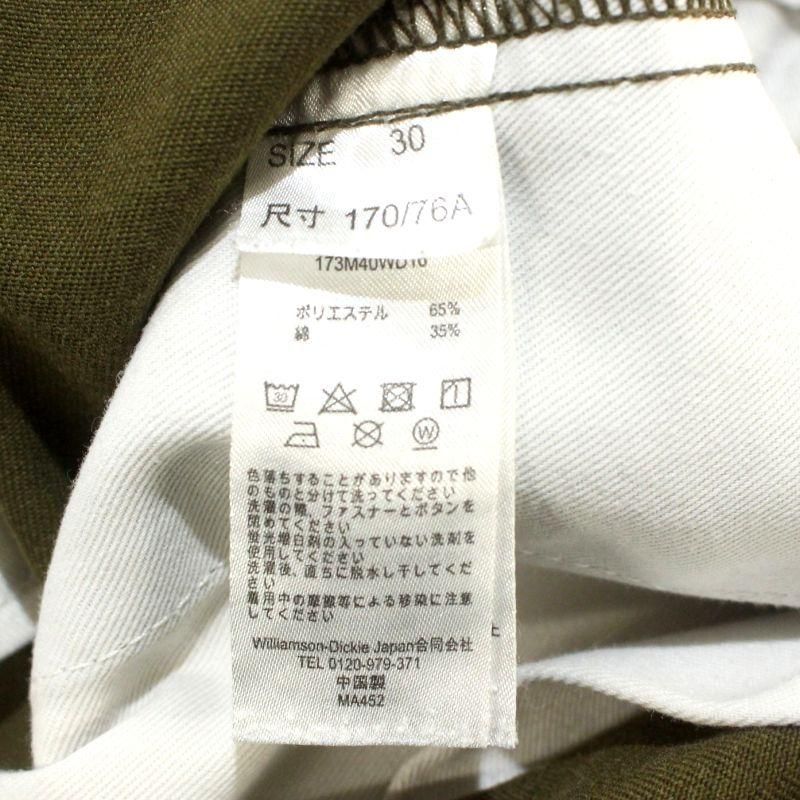 SIZE 30
尺寸 170/76A
173M40WD16
ポリエステル 65%
綿 35%
30
W
色落ちすることがありますので他
のものと分けて洗ってください
洗濯の際、ファスナーとボタンを
閉めてください
蛍光増白剤の入っていない洗剤を
使用してください
洗濯後、直ちに脱水し干してくだ
さい
着用中の摩擦等による移染に注意
してください
Williamson-Dickie Japan合同会社
TEL 0120-979-371
中国製
MA452